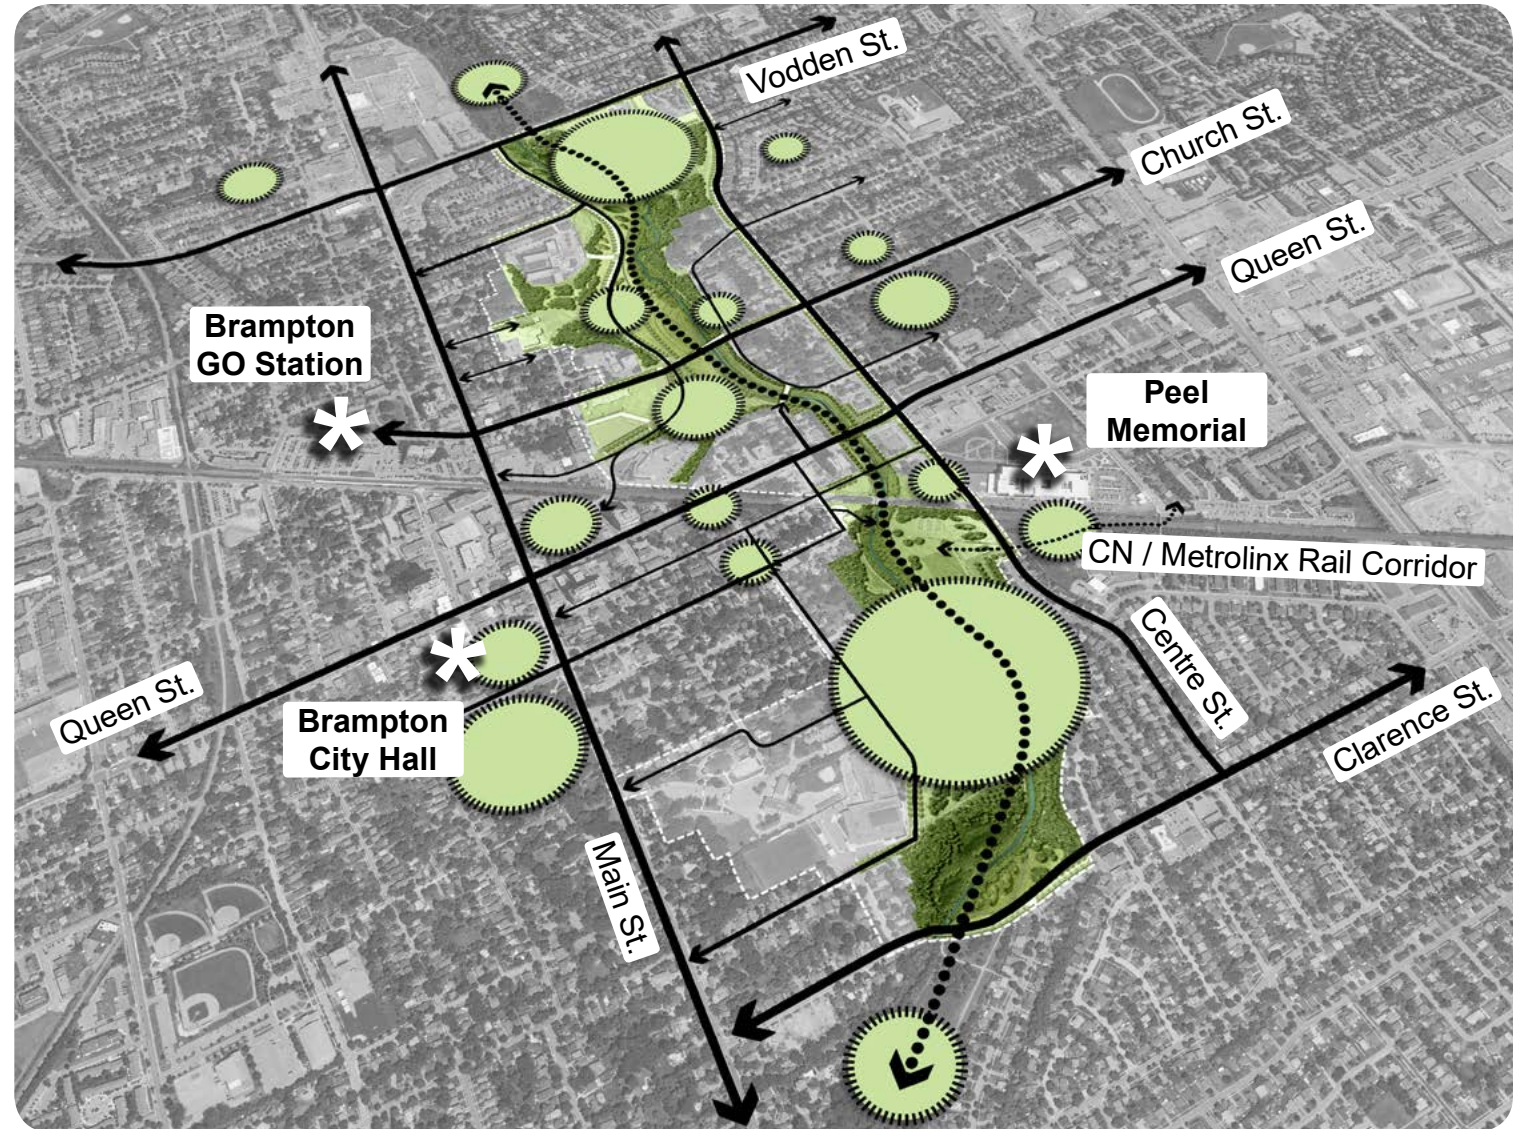 Vodden St.
Church St.
Queen St.
Brampton
GO Station
Peel
Memorial
CN / Metrolinx Rail Corridor
Centre St.
Queen St.
Clarence St.
Brampton
City Hall
Main St.